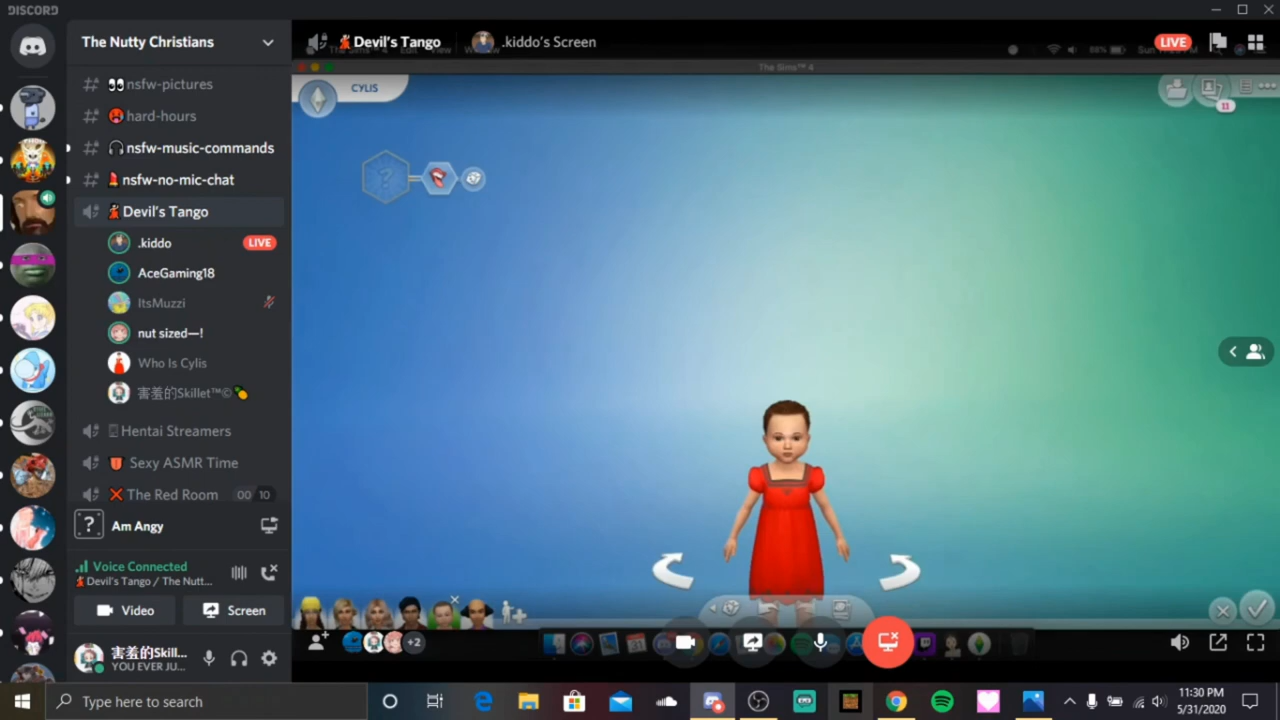 DISCORD
The Nutty Christians
Devil's Tango
.kiddo's Screen
LIVE
The Sims™ 4
88%
CYLIS
11
nsfw-pictures
hard-hours
nsfw-music-commands
nsfw-no-mic-chat
Devil's Tango
.kiddo
LIVE
AceGaming18
ItsMuzzi
nut sized—!
Who Is Cylis
害羞的Skillet™©
Hentai Streamers
Sexy ASMR Time
The Red Room 00 10
? Am Angy
Voice Connected
Devil's Tango / The Nutt...
Video
Screen
害羞的Skill...
YOU EVER JU...
+2
Type here to search
11:30 PM
5/31/2020